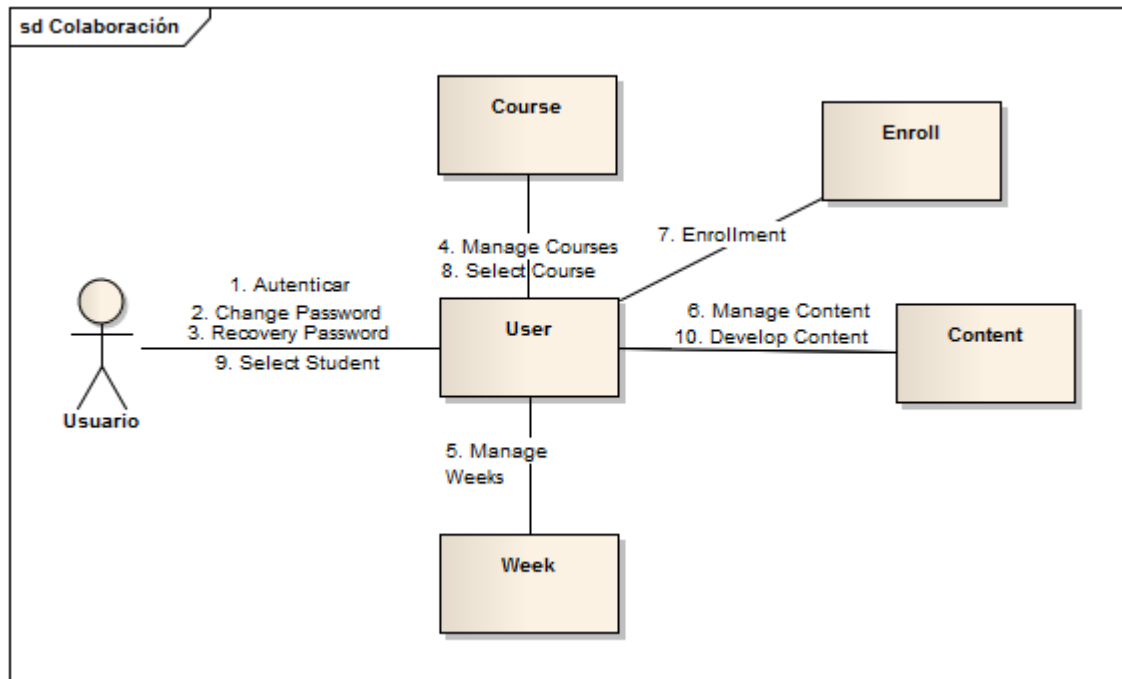 sd Colaboración
Course
Enroll
7. Enrollment
4. Manage Courses
8. Select Course
1. Autenticar
2. Change Password
3. Recovery Password
9. Select Student
User
6. Manage Content
10. Develop Content
Content
Usuario
5. Manage
Weeks
Week